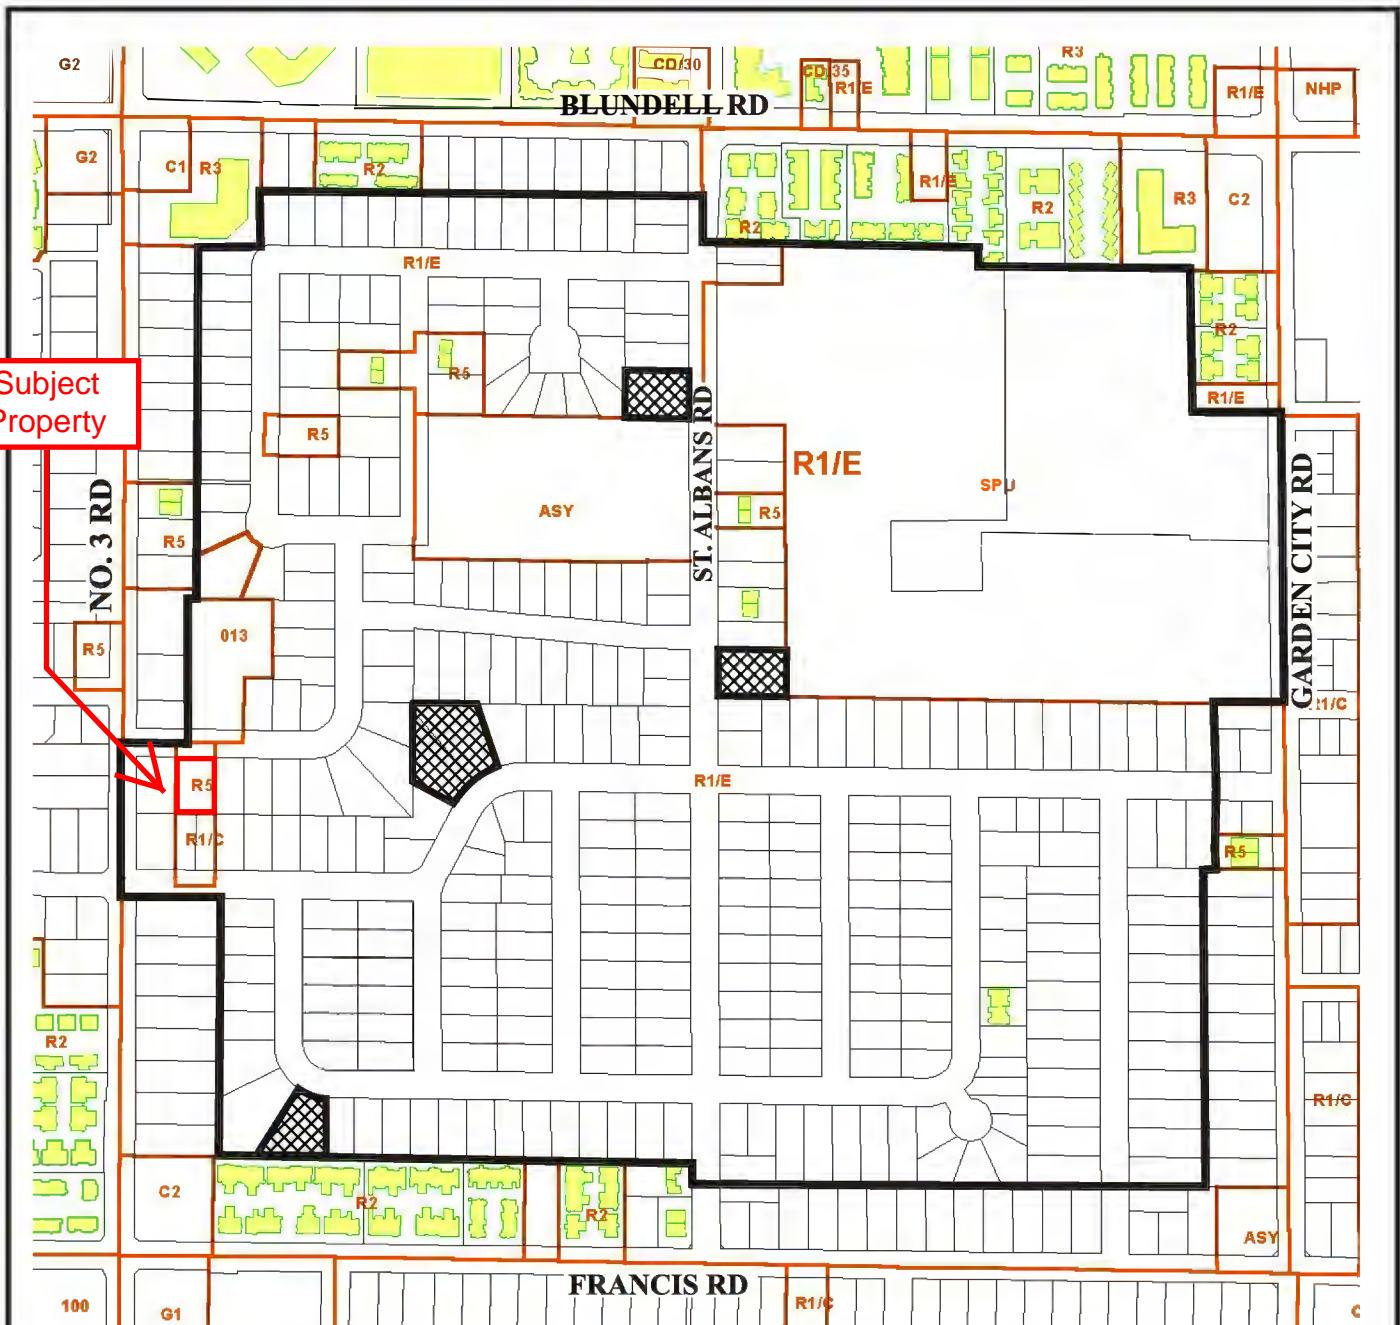 G2
CD/30
R3
CD/35
R1/E
R1/E
NHP
BLUNDELL RD
G2
C1
R3
R2
R1/E
R2
R2
R3
C2
R1/E
R2
Subject
Property
R5
R1/E
R5
ST. ALBANS RD
R1/E
SPU
GARDEN CITY RD
NO. 3 RD
ASY
R5
R5
013
R5
R1/C
R5
R1/E
R1/C
R5
R2
R1/C
C2
R2
R2
ASY
FRANCIS RD
100
G1
R1/C